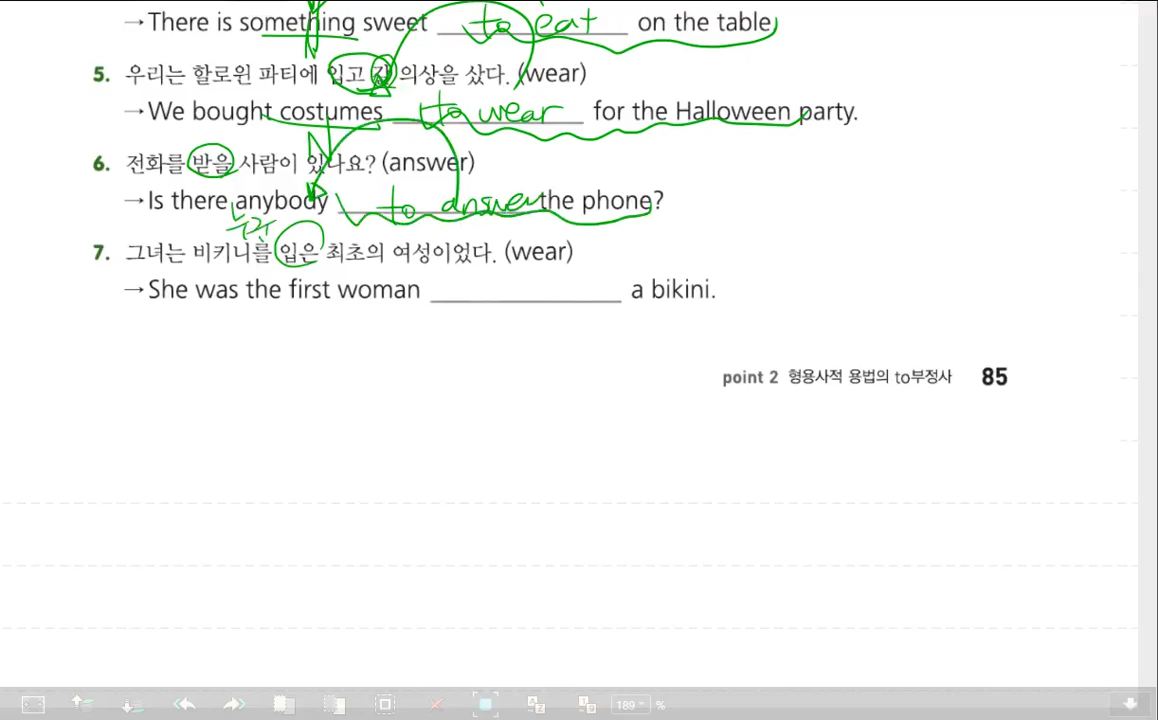 → There is something sweet to eat on the table
5. 우리는 할로윈 파티에 입고 갈 의상을 샀다. (wear)
→ We bought costumes to wear for the Halloween party.
6. 전화를 받을 사람이 있나요? (answer)
→ Is there anybody to answer the phone?
7. 그녀는 비키니를 입은 최초의 여성이었다. (wear)
→ She was the first woman ____________ a bikini.
point 2 형용사적 용법의 to부정사 85
189 %